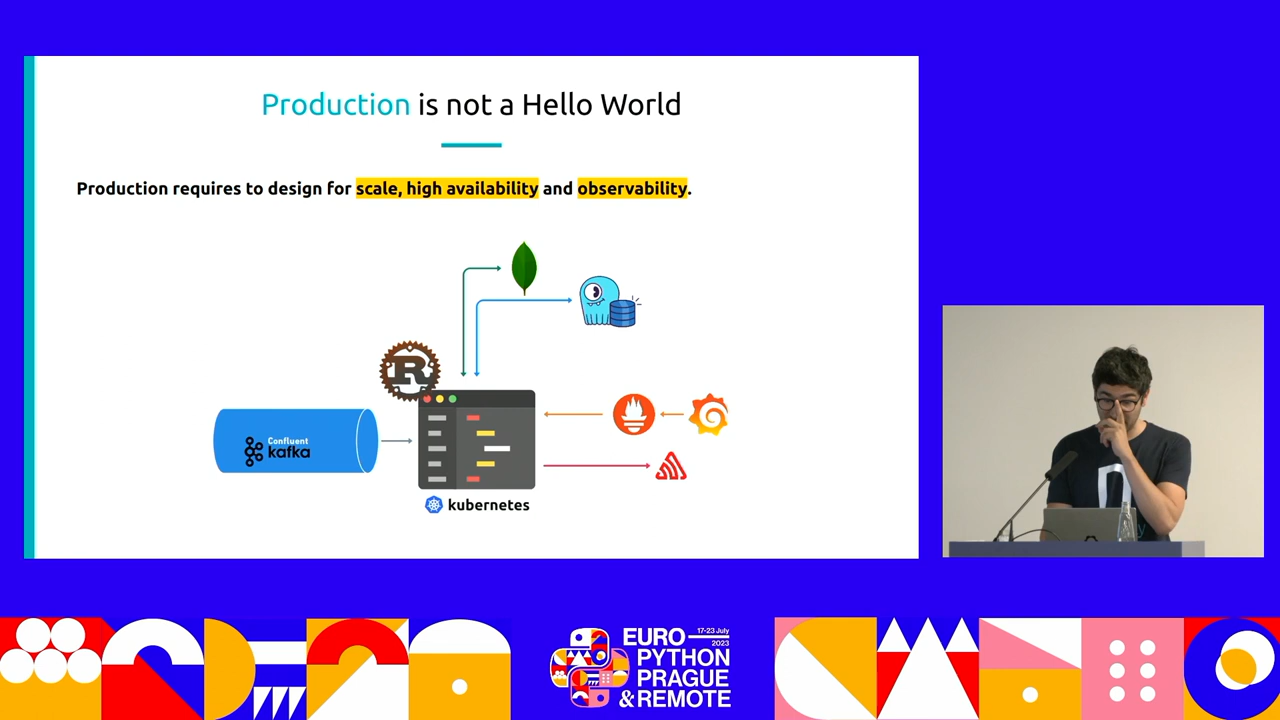 Production is not a Hello World
Production requires to design for scale, high availability and observability.
R
Confluent
kafka
kubernetes
EURO
17-23 July
2023
PYTHON
PRAGUE
& REMOTE